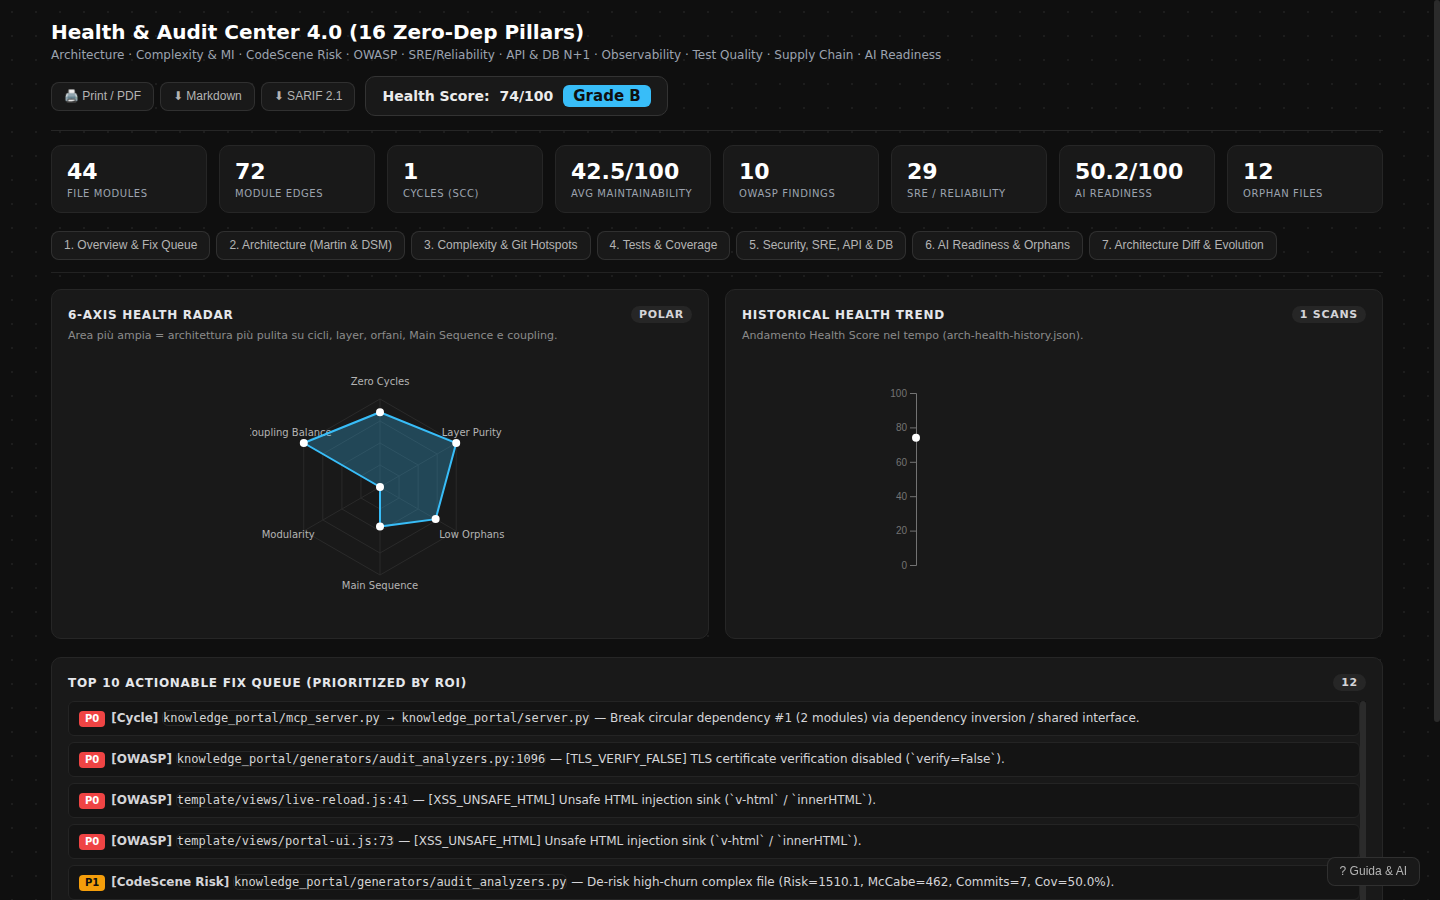 Health & Audit Center 4.0 (16 Zero-Dep Pillars)
Architecture · Complexity & MI · CodeScene Risk · OWASP · SRE/Reliability · API & DB N+1 · Observability · Test Quality · Supply Chain · AI Readiness
🖨️ Print / PDF
⬇ Markdown
⬇ SARIF 2.1
Health Score: 74/100 Grade B
44
FILE MODULES
72
MODULE EDGES
1
CYCLES (SCC)
42.5/100
AVG MAINTAINABILITY
10
OWASP FINDINGS
29
SRE / RELIABILITY
50.2/100
AI READINESS
12
ORPHAN FILES
1. Overview & Fix Queue
2. Architecture (Martin & DSM)
3. Complexity & Git Hotspots
4. Tests & Coverage
5. Security, SRE, API & DB
6. AI Readiness & Orphans
7. Architecture Diff & Evolution
6-AXIS HEALTH RADAR
POLAR
Area più ampia = architettura più pulita su cicli, layer, orfani, Main Sequence e coupling.
Zero Cycles
oupling Balance
Layer Purity
Modularity
Low Orphans
Main Sequence
HISTORICAL HEALTH TREND
1 SCANS
Andamento Health Score nel tempo (arch-health-history.json).
100
80
60
40
20
0
TOP 10 ACTIONABLE FIX QUEUE (PRIORITIZED BY ROI)
12
P0 [Cycle] knowledge_portal/mcp_server.py → knowledge_portal/server.py — Break circular dependency #1 (2 modules) via dependency inversion / shared interface.
P0 [OWASP] knowledge_portal/generators/audit_analyzers.py:1096 — [TLS_VERIFY_FALSE] TLS certificate verification disabled (`verify=False`).
P0 [OWASP] template/views/live-reload.js:41 — [XSS_UNSAFE_HTML] Unsafe HTML injection sink (`v-html` / `innerHTML`).
P0 [OWASP] template/views/portal-ui.js:73 — [XSS_UNSAFE_HTML] Unsafe HTML injection sink (`v-html` / `innerHTML`).
P1 [CodeScene Risk] knowledge_portal/generators/audit_analyzers.py — De-risk high-churn complex file (Risk=1510.1, McCabe=462, Commits=7, Cov=50.0%).
? Guida & AI